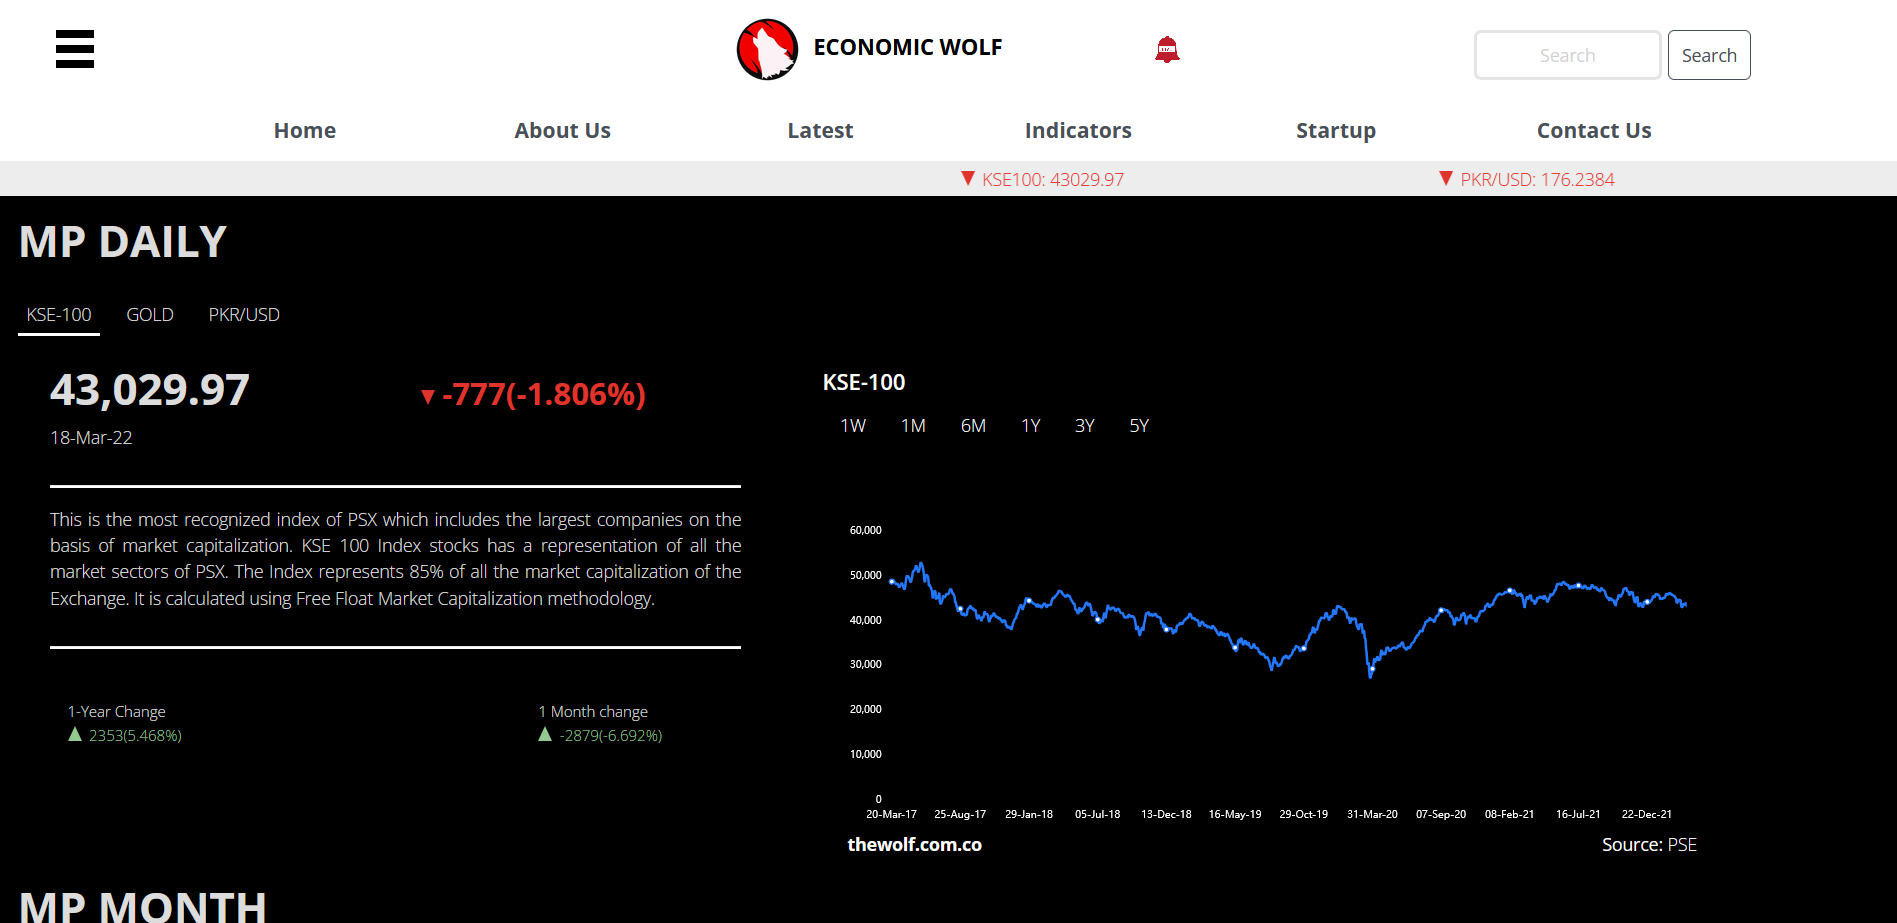 ECONOMIC WOLF
Search
Search
Home
About Us
Latest
Indicators
Startup
Contact Us
▼ KSE100: 43029.97
▼ PKR/USD: 176.2384
MP DAILY
KSE-100
GOLD
PKR/USD
43,029.97
▼ -777(-1.806%)
18-Mar-22
This is the most recognized index of PSX which includes the largest companies on the
basis of market capitalization. KSE 100 Index stocks has a representation of all the
market sectors of PSX. The Index represents 85% of all the market capitalization of the
Exchange. It is calculated using Free Float Market Capitalization methodology.
1-Year Change
▲ 2353(5.468%)
1 Month change
▲ -2879(-6.692%)
KSE-100
1W
1M
6M
1Y
3Y
5Y
60,000
50,000
40,000
30,000
20,000
10,000
0
20-Mar-17
25-Aug-17
29-Jan-18
05-Jul-18
13-Dec-18
16-May-19
29-Oct-19
31-Mar-20
07-Sep-20
08-Feb-21
16-Jul-21
22-Dec-21
thewolf.com.co
Source: PSE
MP MONTH